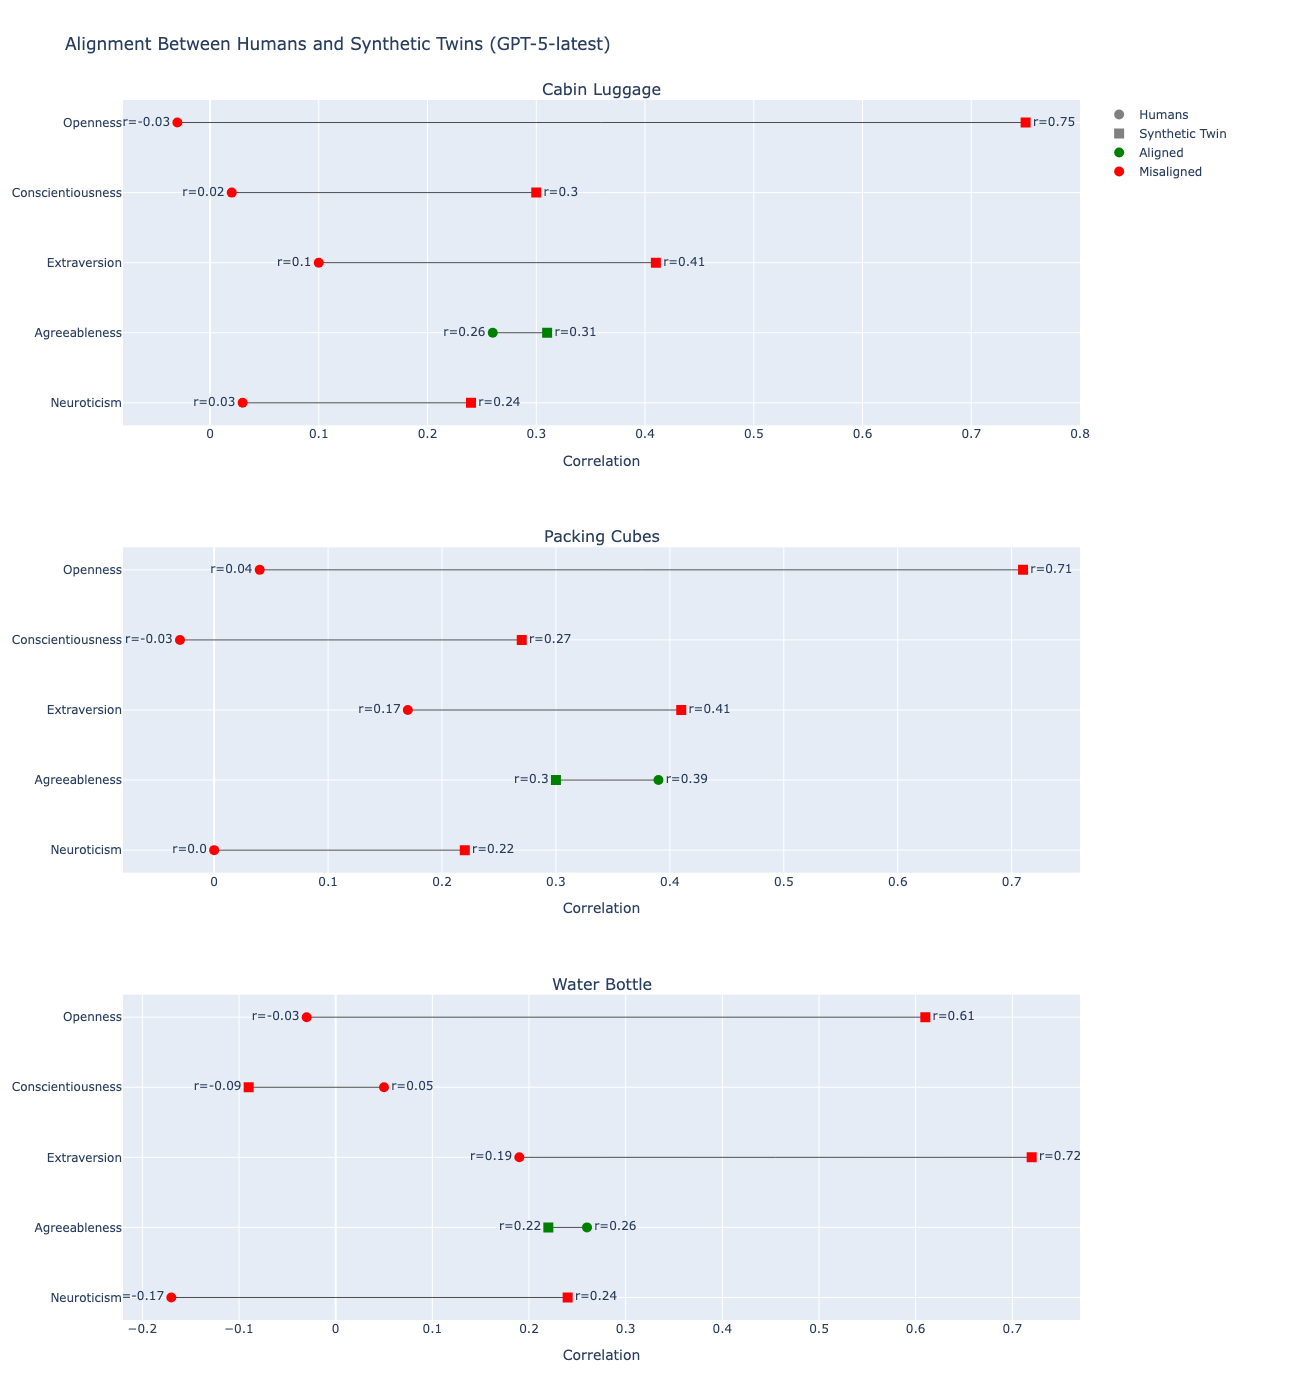 Alignment Between Humans and Synthetic Twins (GPT-5-latest)
Cabin Luggage
Humans
Synthetic Twin
Aligned
Misaligned
Openness r=-0.03 r=0.75
Conscientiousness r=0.02 r=0.3
Extraversion r=0.1 r=0.41
Agreeableness r=0.26 r=0.31
Neuroticism r=0.03 r=0.24
0 0.1 0.2 0.3 0.4 0.5 0.6 0.7 0.8
Correlation
Packing Cubes
Openness r=0.04 r=0.71
Conscientiousness r=-0.03 r=0.27
Extraversion r=0.17 r=0.41
Agreeableness r=0.3 r=0.39
Neuroticism r=0.0 r=0.22
0 0.1 0.2 0.3 0.4 0.5 0.6 0.7
Correlation
Water Bottle
Openness r=-0.03 r=0.61
Conscientiousness r=-0.09 r=0.05
Extraversion r=0.19 r=0.72
Agreeableness r=0.22 r=0.26
Neuroticism =-0.17 r=0.24
−0.2 −0.1 0 0.1 0.2 0.3 0.4 0.5 0.6 0.7
Correlation